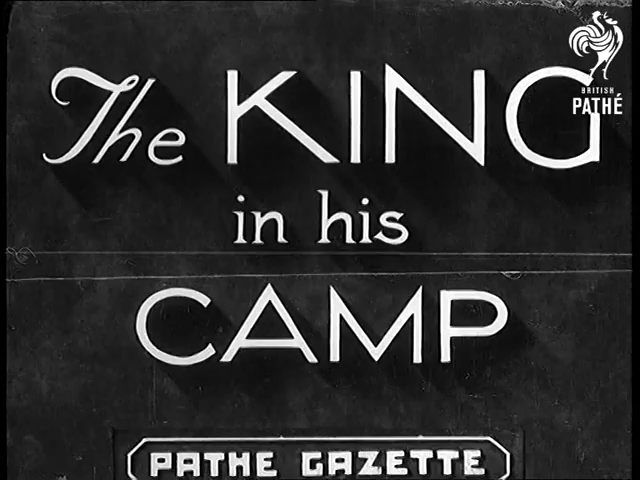 The KING
in his
CAMP
PATHE GAZETTE
BRITISH
PATHÉ